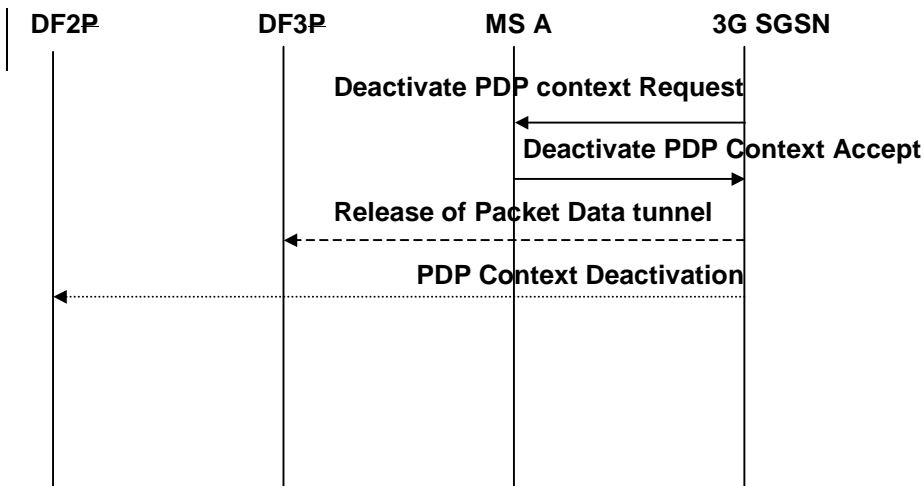 DF2P DF3P MS A 3G SGSN
Deactivate PDP context Request
Deactivate PDP Context Accept
Release of Packet Data tunnel
PDP Context Deactivation